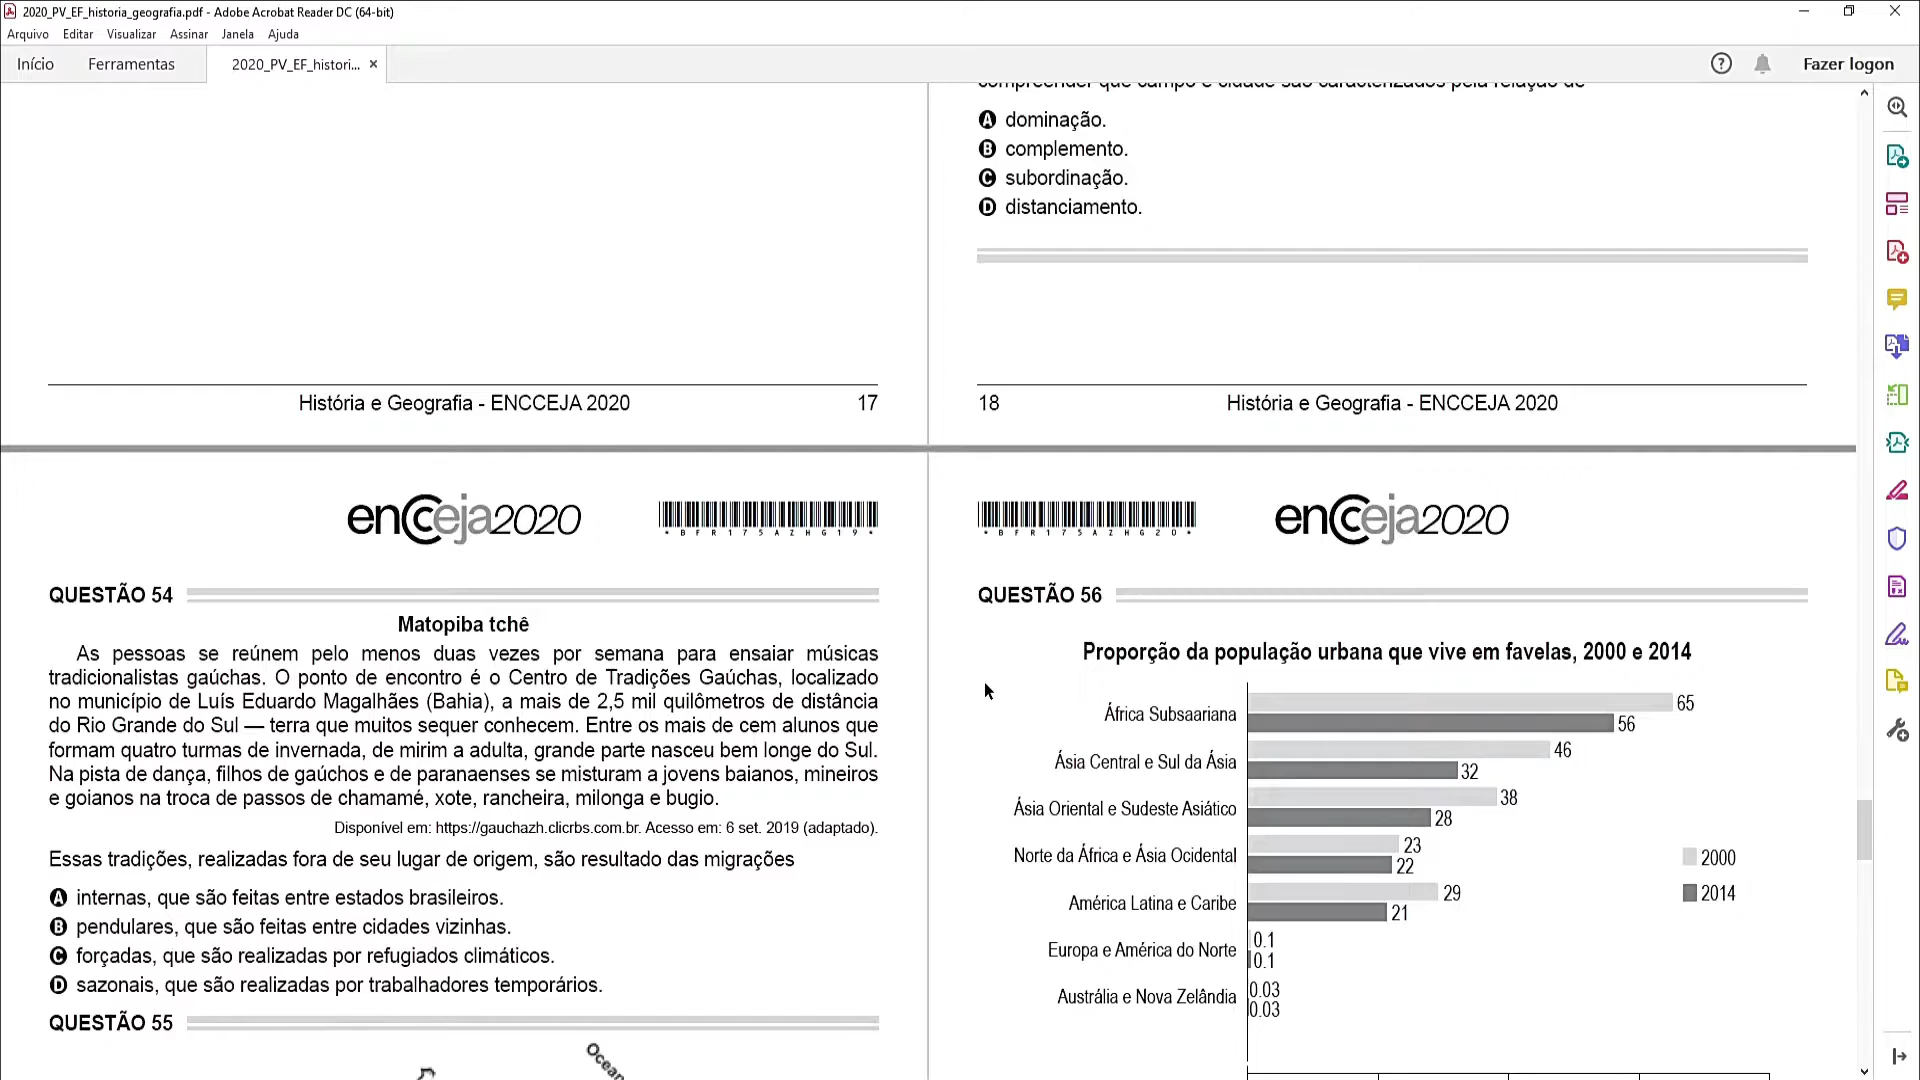 2020_PV_EF_historia_geografia.pdf - Adobe Acrobat Reader DC (64-bit)
Arquivo Editar Visualizar Assinar Janela Ajuda
Início Ferramentas 2020_PV_EF_histori... × Fazer logon
compreender que campo e cidade são caracterizados pela relação de
A dominação.
B complemento.
C subordinação.
D distanciamento.
História e Geografia - ENCCEJA 2020 17
18 História e Geografia - ENCCEJA 2020
encceja2020
*BFR175AZHG19*
QUESTÃO 54
Matopiba tchê
As pessoas se reúnem pelo menos duas vezes por semana para ensaiar músicas
tradicionalistas gaúchas. O ponto de encontro é o Centro de Tradições Gaúchas, localizado
no município de Luís Eduardo Magalhães (Bahia), a mais de 2,5 mil quilômetros de distância
do Rio Grande do Sul — terra que muitos sequer conhecem. Entre os mais de cem alunos que
formam quatro turmas de invernada, de mirim a adulta, grande parte nasceu bem longe do Sul.
Na pista de dança, filhos de gaúchos e de paranaenses se misturam a jovens baianos, mineiros
e goianos na troca de passos de chamamé, xote, rancheira, milonga e bugio.
Disponível em: https://gauchazh.clicrbs.com.br. Acesso em: 6 set. 2019 (adaptado).
Essas tradições, realizadas fora de seu lugar de origem, são resultado das migrações
A internas, que são feitas entre estados brasileiros.
B pendulares, que são feitas entre cidades vizinhas.
C forçadas, que são realizadas por refugiados climáticos.
D sazonais, que são realizadas por trabalhadores temporários.
QUESTÃO 55
*BFR175AZHG20*
encceja2020
QUESTÃO 56
Proporção da população urbana que vive em favelas, 2000 e 2014
África Subsaariana 65
56
Ásia Central e Sul da Ásia 46
32
Ásia Oriental e Sudeste Asiático 38
28
Norte da África e Ásia Ocidental 23
22
América Latina e Caribe 29
21
Europa e América do Norte 0.1
0.1
Austrália e Nova Zelândia 0.03
0.03
2000
2014